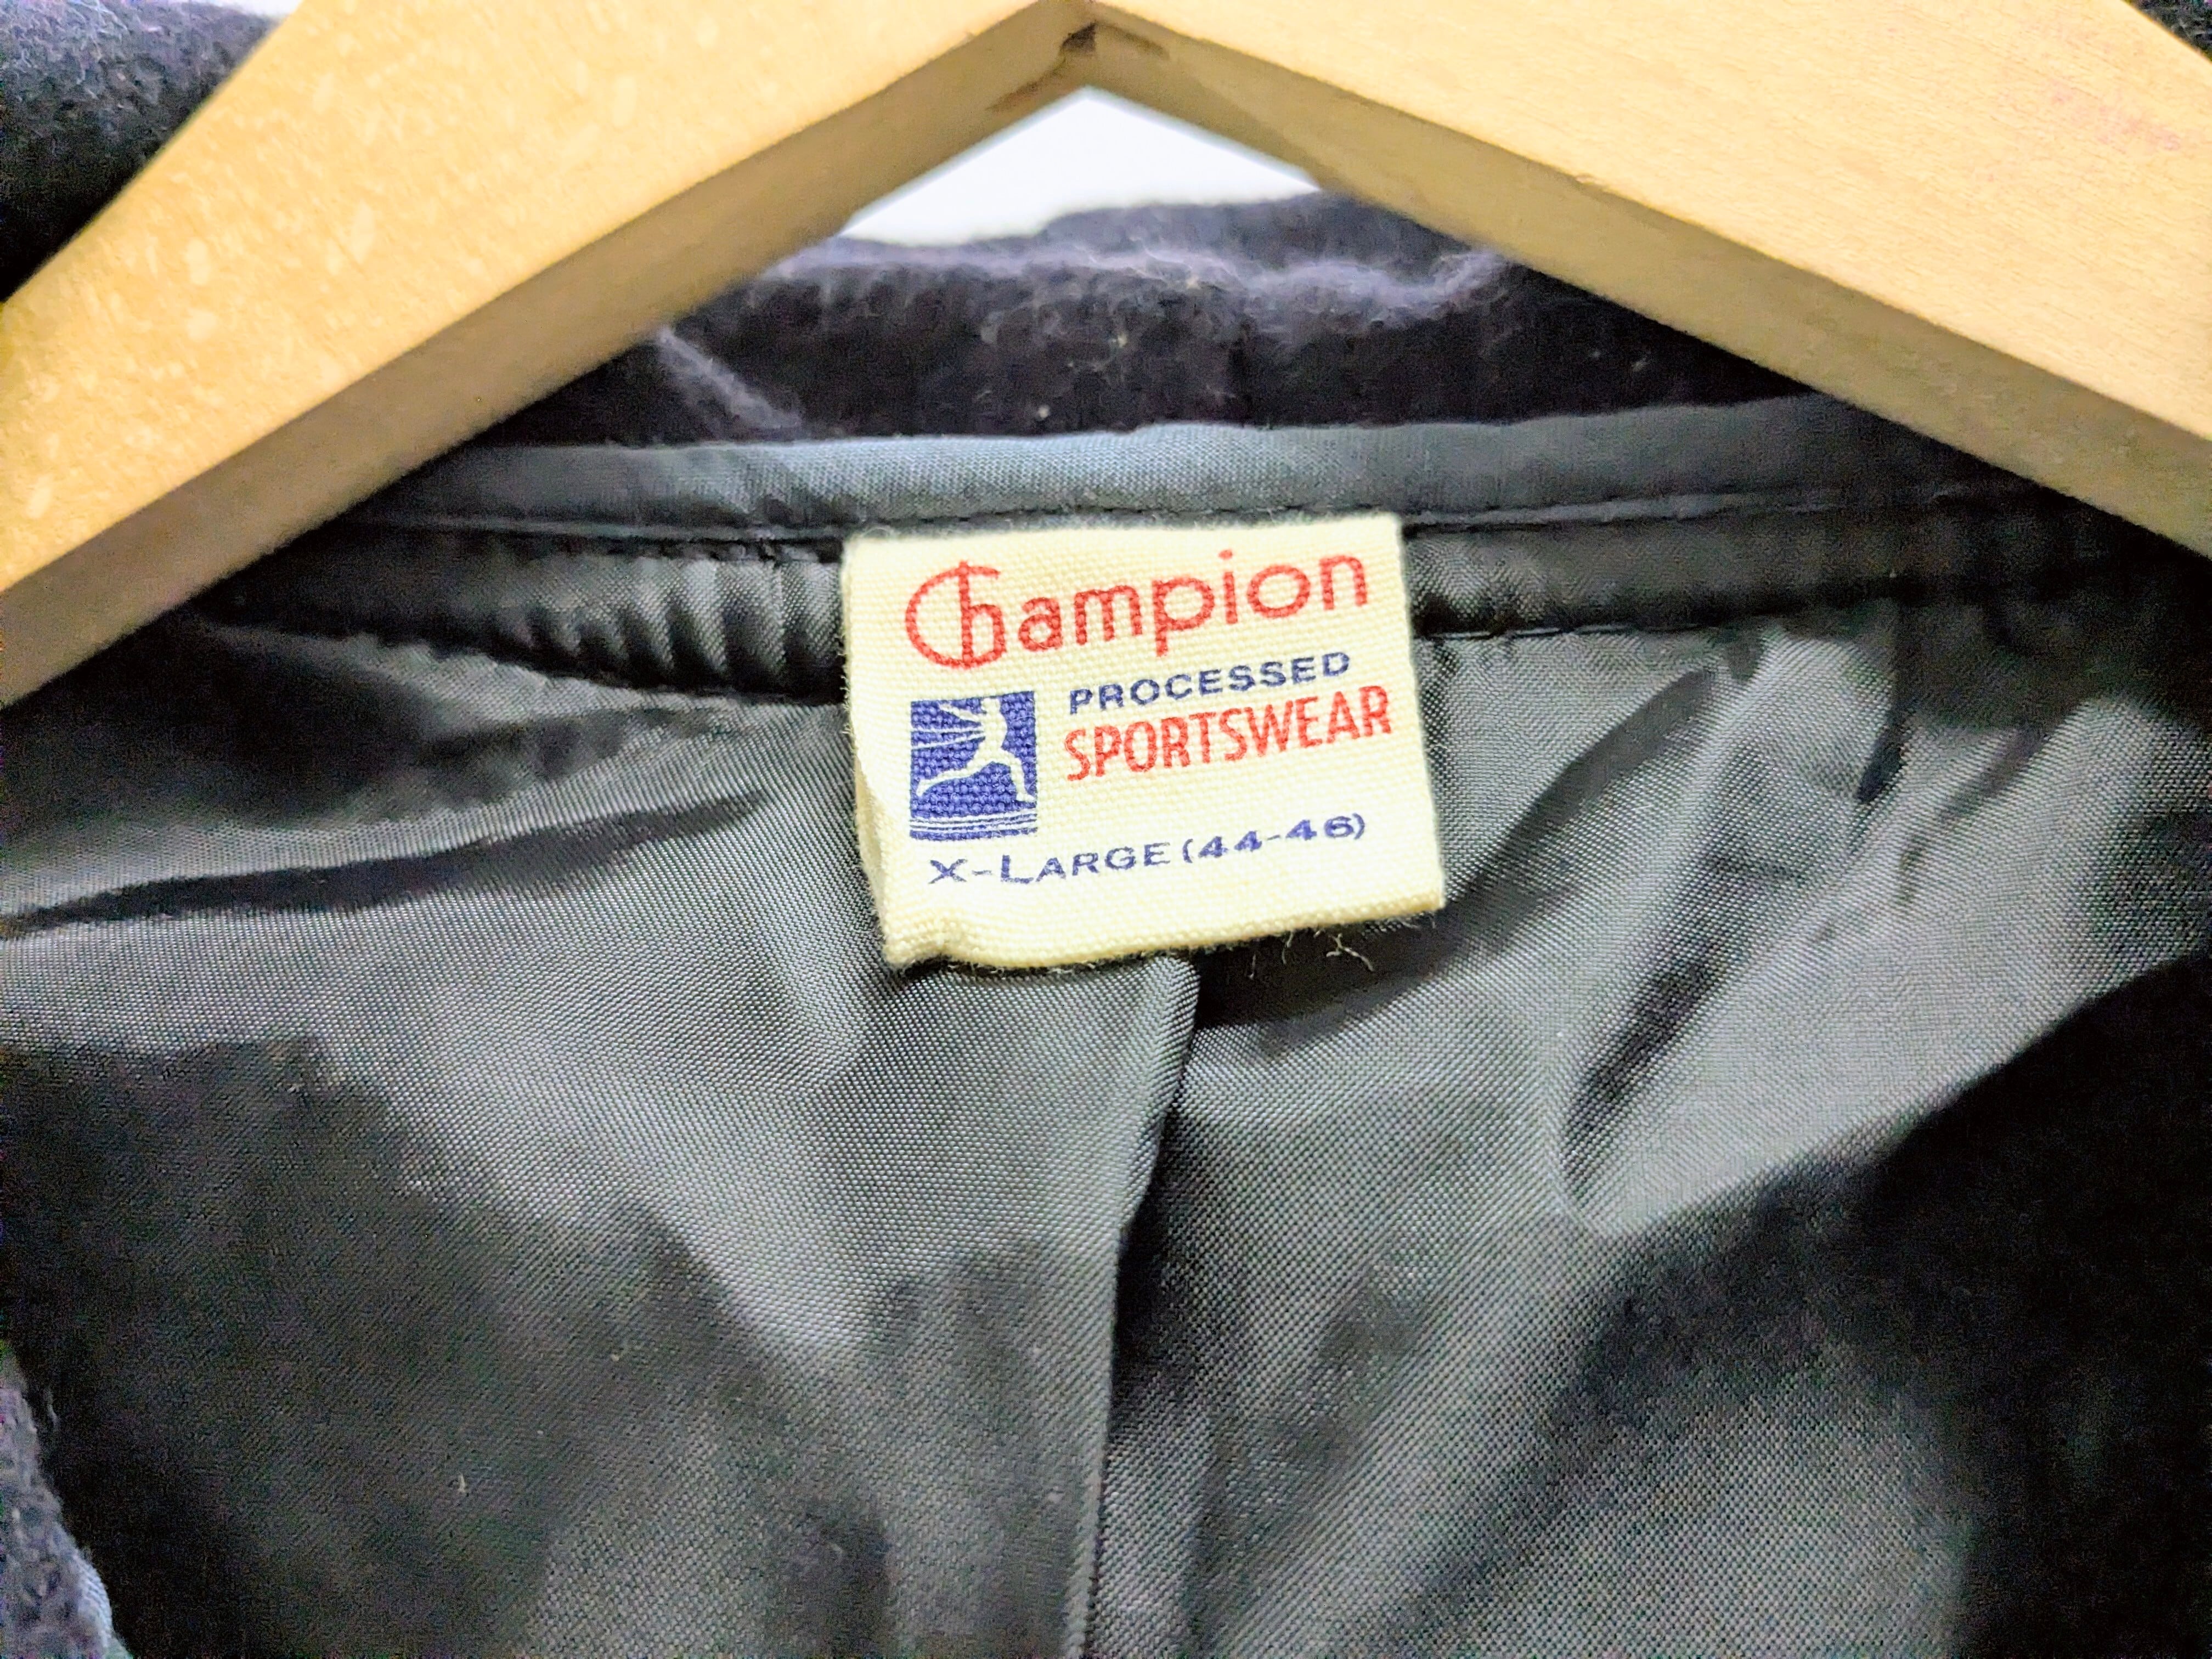 Champion
PROCESSED
SPORTSWEAR
X-LARGE (44-46)